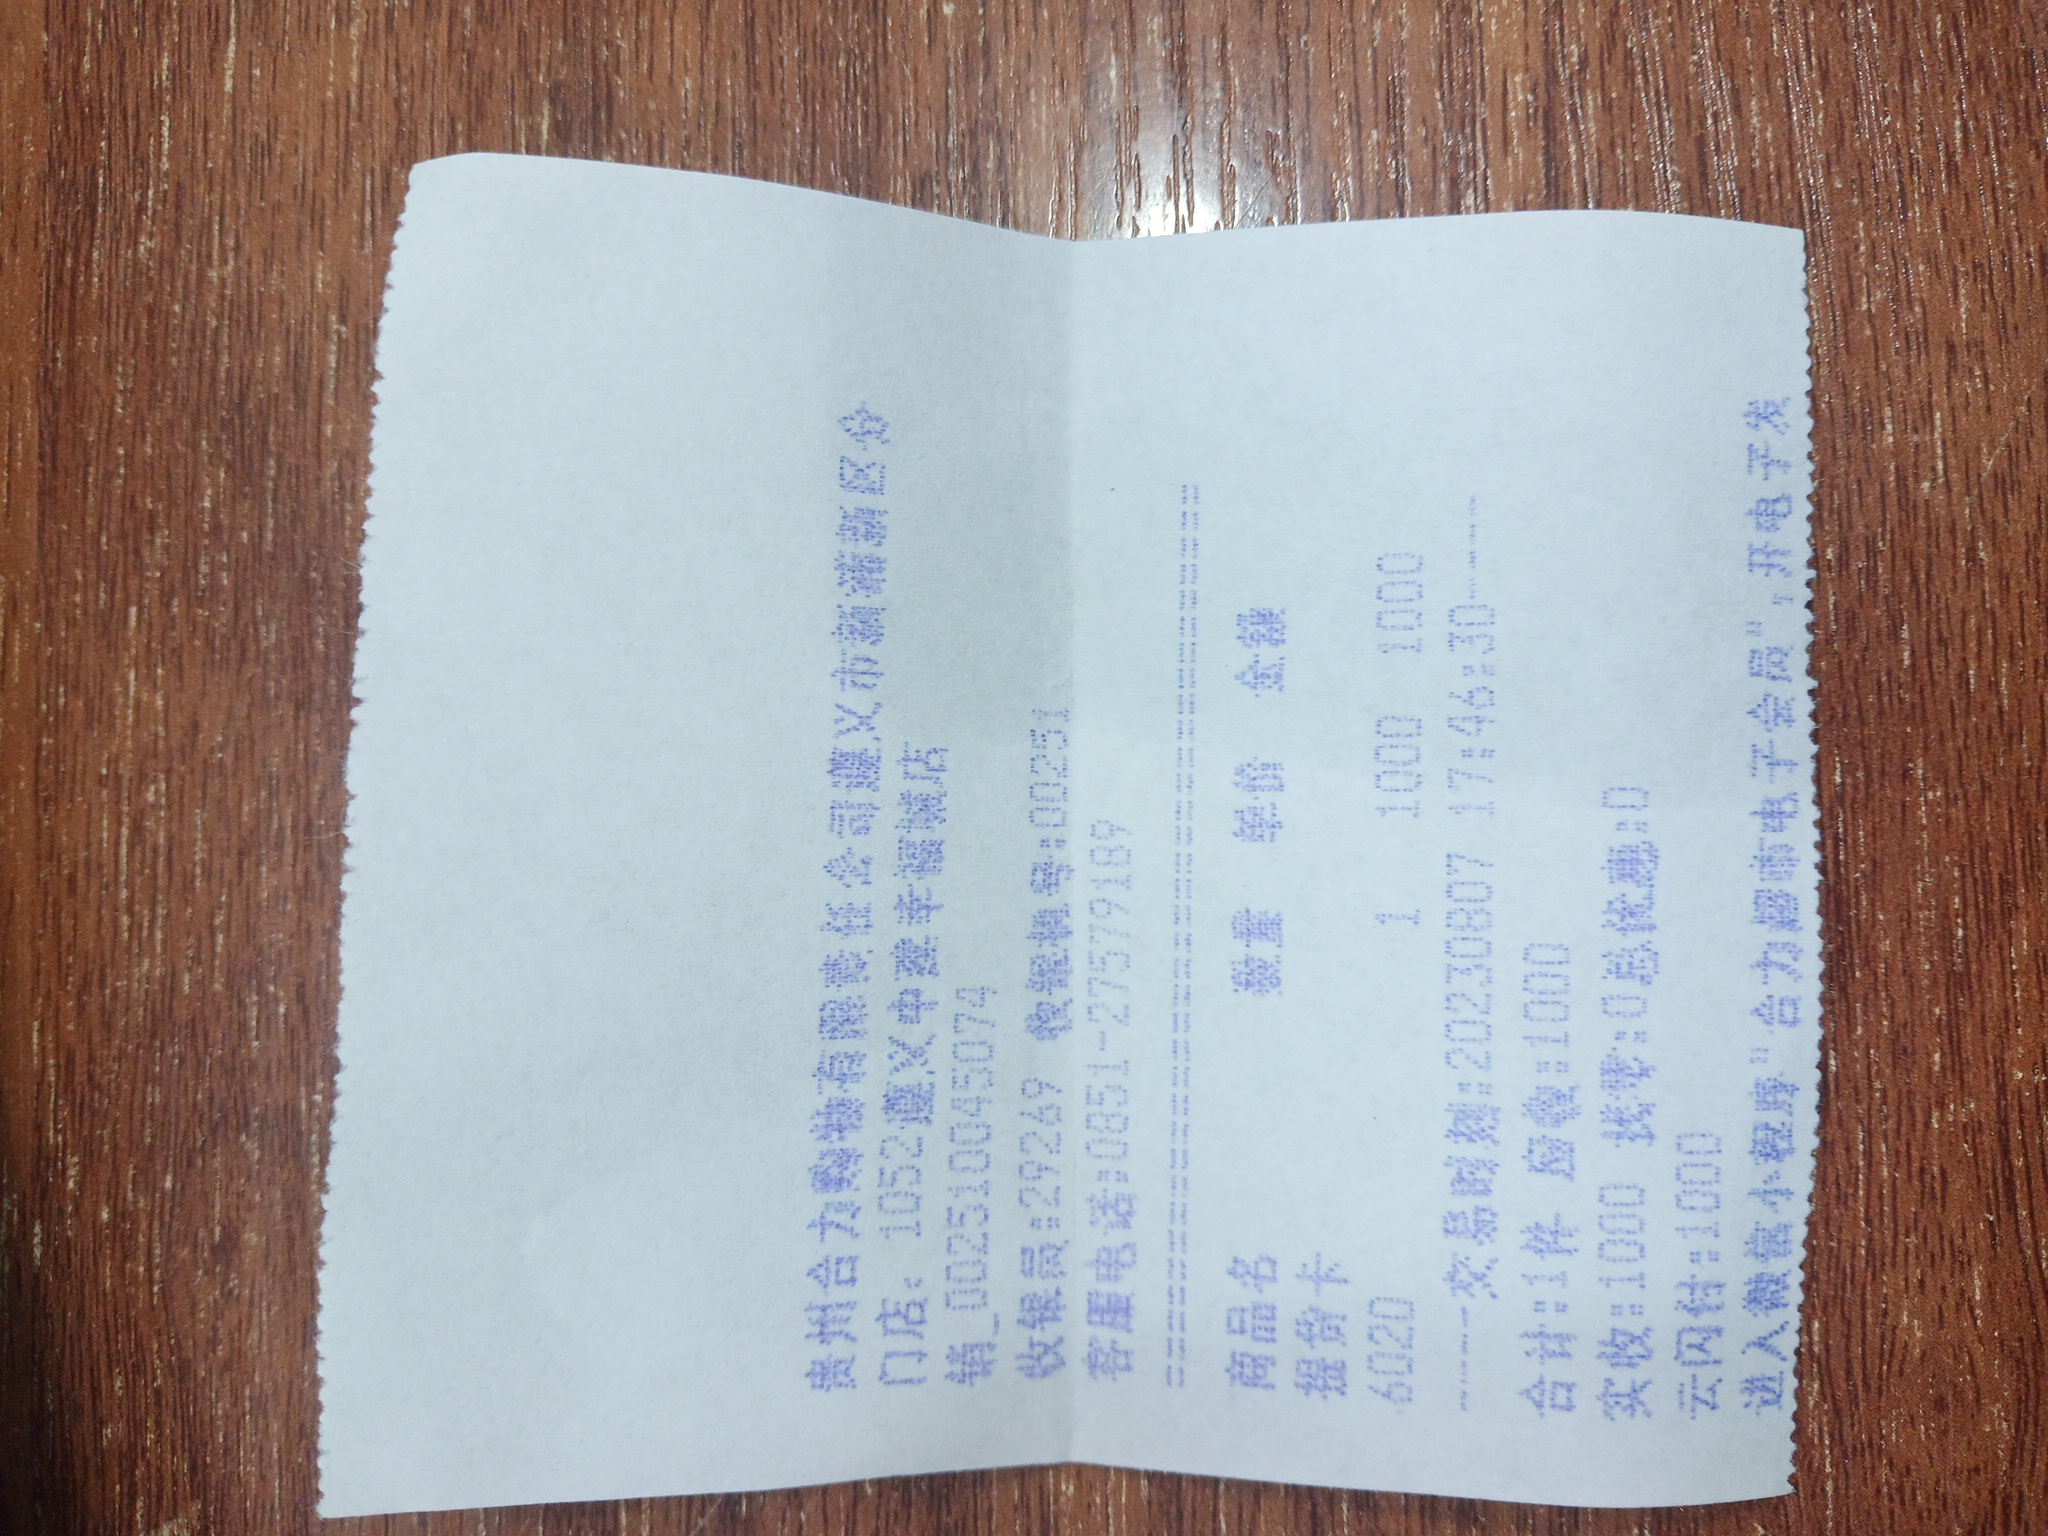 贵州合力购物有限责任公司遵义市新蒲新区分
门店: 1052遵义中建幸福城店
销_002510045074
收银员:29269 收银机号:00251
客服电话:0851-27579189
================================
商品名 数量 单价 金额
提货卡
6020 1 1000 1000
-----交易时刻:20230807 17:46:30-----
合计:1件 应收:1000
实收:1000 找零:0总优惠:0
云闪付:1000
进入微信小程序"合力超市电子会员",开电子发